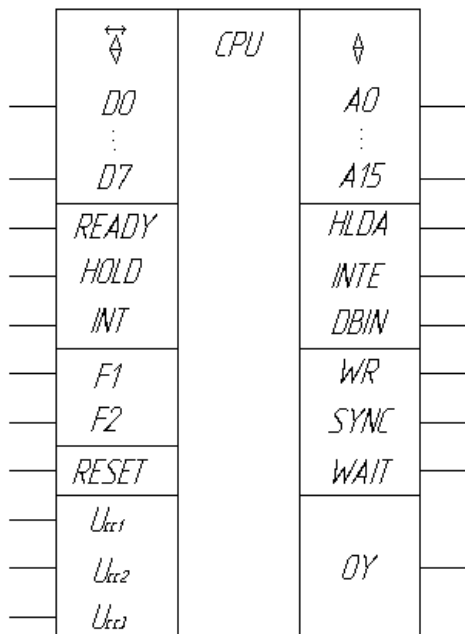 CPU
D0
A0
D7
A15
READY
HLDA
HOLD
INTE
INT
DBIN
F1
WR
F2
SYNC
RESET
WAIT
Ucc1
Ucc2
OY
Ucc3